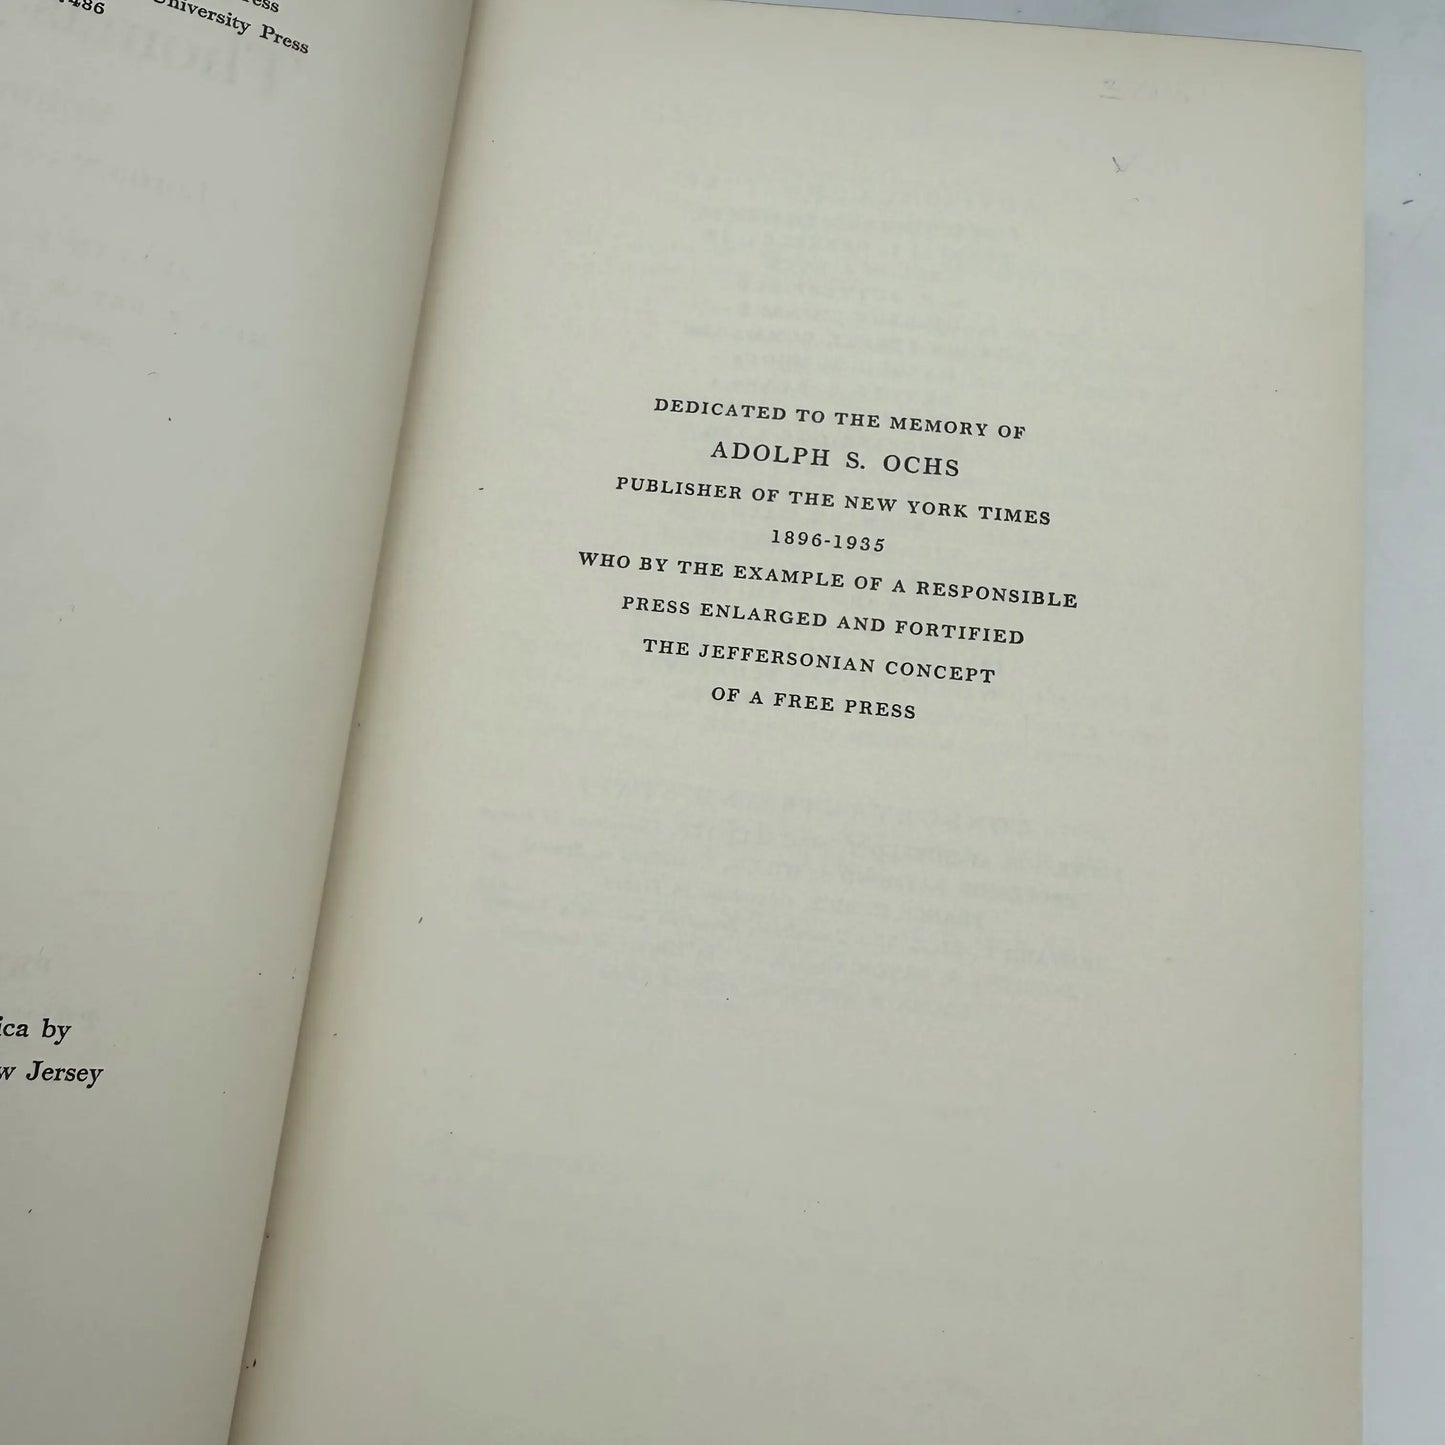 University Press
486
ica by
w Jersey
DEDICATED TO THE MEMORY OF
ADOLPH S. OCHS
PUBLISHER OF THE NEW YORK TIMES
1896-1935
WHO BY THE EXAMPLE OF A RESPONSIBLE
PRESS ENLARGED AND FORTIFIED
THE JEFFERSONIAN CONCEPT
OF A FREE PRESS